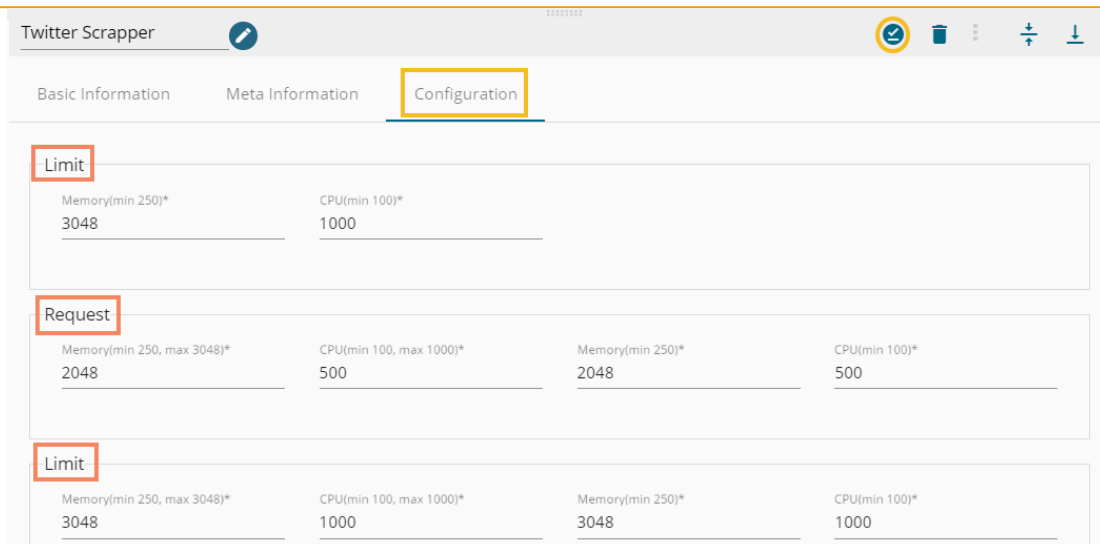 Twitter Scrapper
Basic Information Meta Information Configuration
Limit
Memory(min 250)* CPU(min 100)*
3048 1000
Request
Memory(min 250, max 3048)* CPU(min 100, max 1000)* Memory(min 250)* CPU(min 100)*
2048 500 2048 500
Limit
Memory(min 250, max 3048)* CPU(min 100, max 1000)* Memory(min 250)* CPU(min 100)*
3048 1000 3048 1000